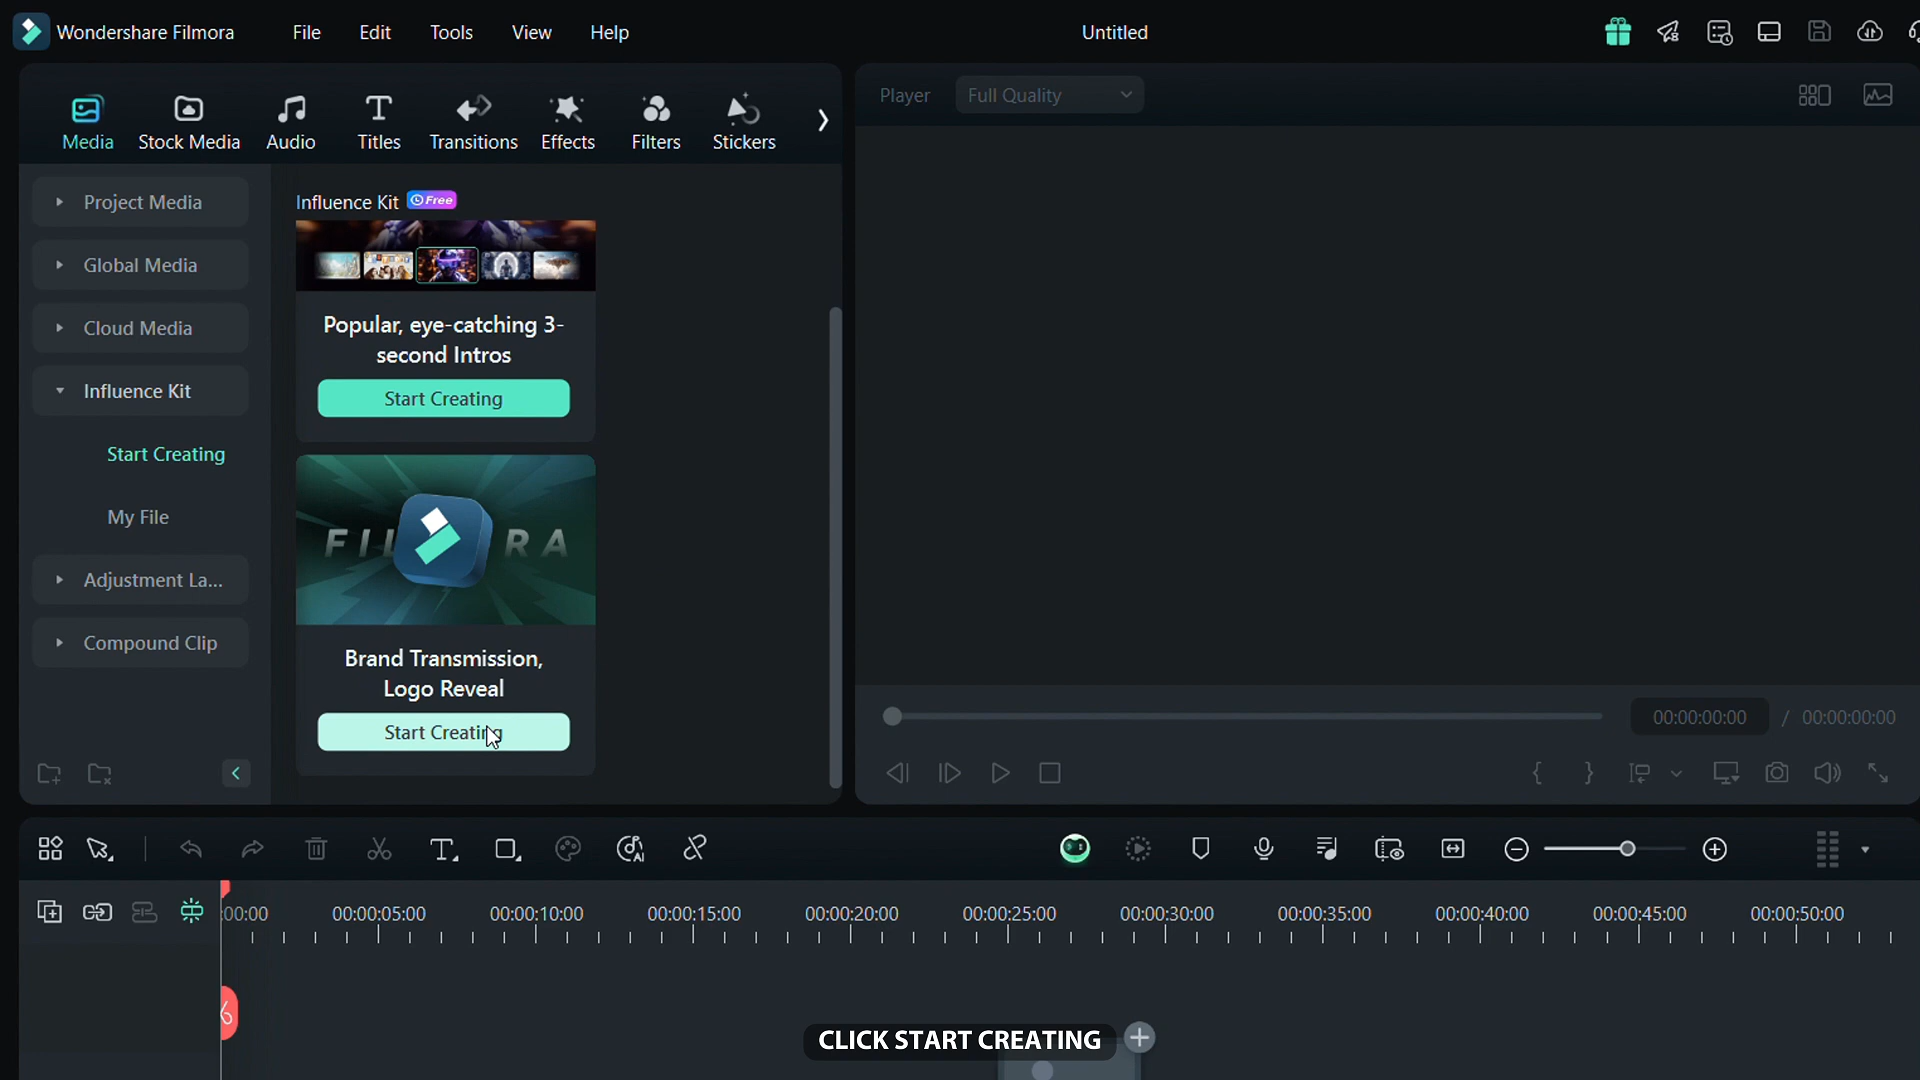 Wondershare Filmora
File
Edit
Tools
View
Help
Untitled
Media
Stock Media
Audio
Titles
Transitions
Effects
Filters
Stickers
Player
Full Quality
Project Media
Global Media
Cloud Media
Influence Kit
Start Creating
My File
Adjustment La...
Compound Clip
Influence Kit
Free
Popular, eye-catching 3-
second Intros
Start Creating
FIL RA
Brand Transmission,
Logo Reveal
Start Creating
00:00:00:00 / 00:00:00:00
AI
:00:00
00:00:05:00
00:00:10:00
00:00:15:00
00:00:20:00
00:00:25:00
00:00:30:00
00:00:35:00
00:00:40:00
00:00:45:00
00:00:50:00
CLICK START CREATING